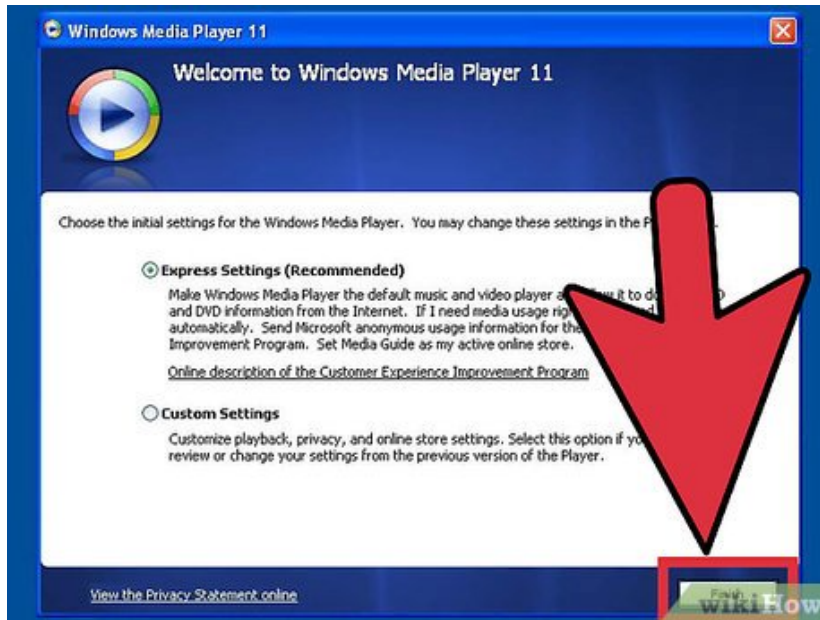 Windows Media Player 11
Welcome to Windows Media Player 11
Choose the initial settings for the Windows Media Player. You may change these settings in the
Express Settings (Recommended)
Make Windows Media Player the default music and video player it to
and DVD information from the Internet. If I need media usage
automatically. Send Microsoft anonymous usage information for the
Improvement Program. Set Media Guide as my active online store.
Online description of the Customer Experience Improvement Program
Custom Settings
Customize playback, privacy, and online store settings. Select this option if
review or change your settings from the previous version of the Player.
View the Privacy Statement online
Finish
wikiHow